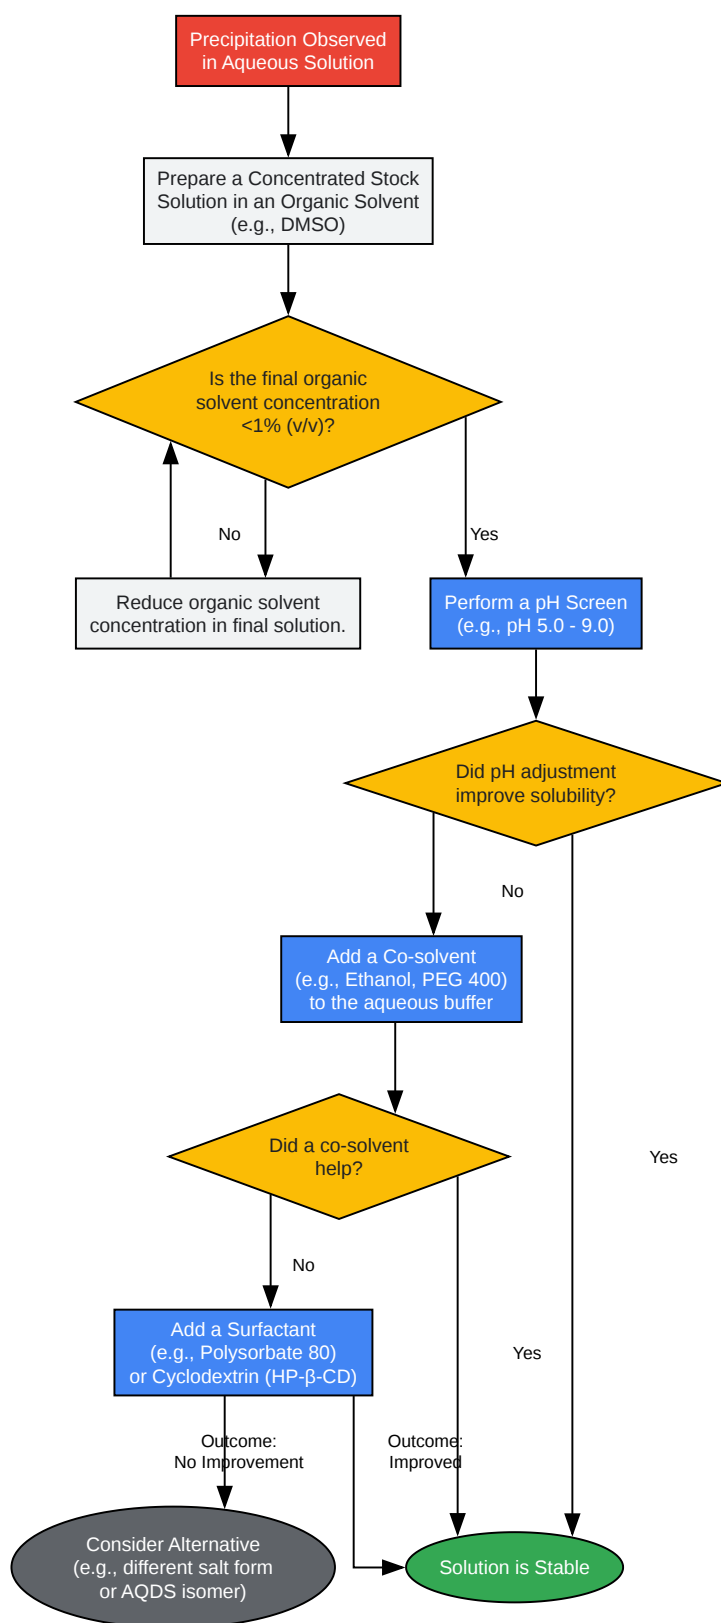 Precipitation Observed
in Aqueous Solution
Prepare a Concentrated Stock
Solution in an Organic Solvent
(e.g., DMSO)
Is the final organic
solvent concentration
<1% (v/v)?
No
Yes
Reduce organic solvent
concentration in final solution.
Perform a pH Screen
(e.g., pH 5.0 - 9.0)
Did pH adjustment
improve solubility?
No
Add a Co-solvent
(e.g., Ethanol, PEG 400)
to the aqueous buffer
Did a co-solvent
help?
Yes
No
Add a Surfactant
(e.g., Polysorbate 80)
or Cyclodextrin (HP-β-CD)
Yes
Outcome:
No Improvement
Outcome:
Improved
Consider Alternative
(e.g., different salt form
or AQDS isomer)
Solution is Stable